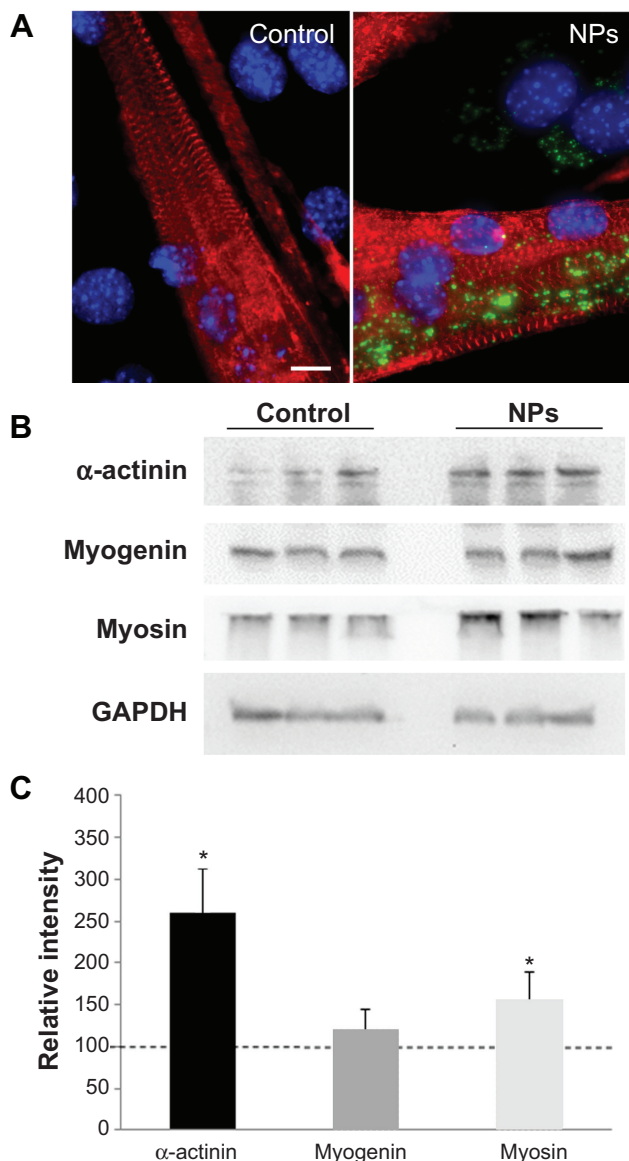 A
Control
NPs
B
Control
NPs
α-actinin
Myogenin
Myosin
GAPDH
C
Relative intensity
400
350
300
250
200
150
100
50
0
*
*
α-actinin
Myogenin
Myosin